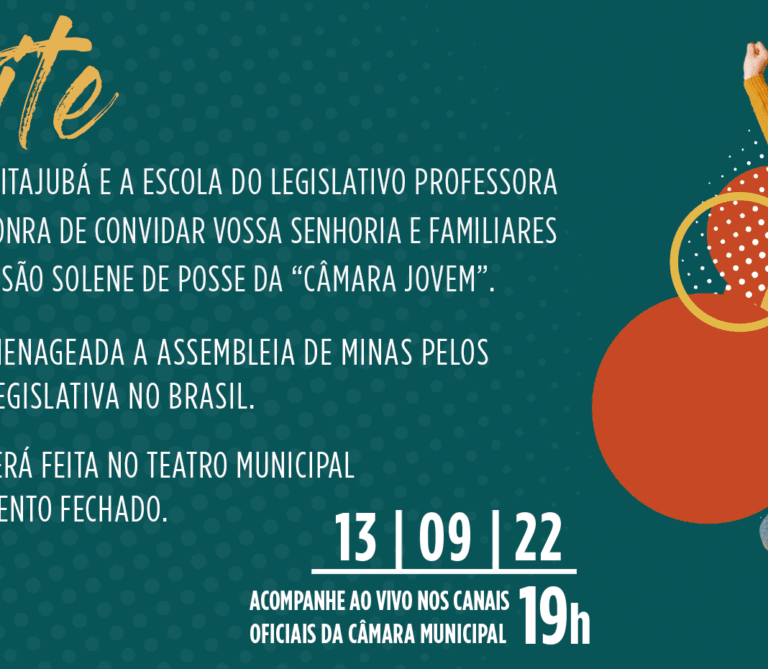 ite
ITAJUBÁ E A ESCOLA DO LEGISLATIVO PROFESSORA
ONRA DE CONVIDAR VOSSA SENHORIA E FAMILIARES
SÃO SOLENE DE POSSE DA “CÂMARA JOVEM”.
MENAGEADA A ASSEMBLEIA DE MINAS PELOS
EGISLATIVA NO BRASIL.
ERÁ FEITA NO TEATRO MUNICIPAL
ENTO FECHADO.
13 | 09 | 22
ACOMPANHE AO VIVO NOS CANAIS
OFICIAIS DA CÂMARA MUNICIPAL
19h